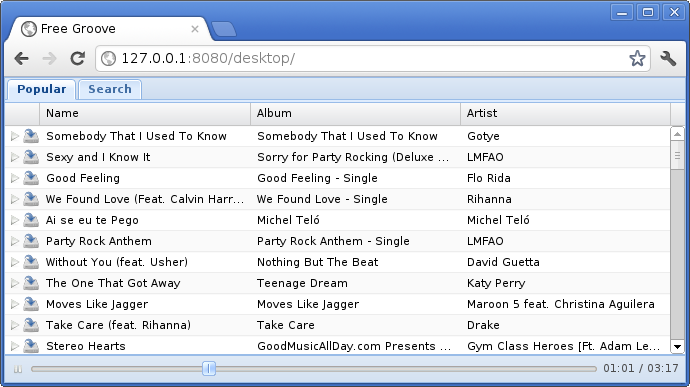 Free Groove
127.0.0.1:8080/desktop/
Popular Search
Name Album Artist
Somebody That I Used To Know Somebody That I Used To Know Gotye
Sexy and I Know It Sorry for Party Rocking (Deluxe ... LMFAO
Good Feeling Good Feeling - Single Flo Rida
We Found Love (Feat. Calvin Harr... We Found Love - Single Rihanna
Ai se eu te Pego Michel Teló Michel Teló
Party Rock Anthem Party Rock Anthem - Single LMFAO
Without You (feat. Usher) Nothing But The Beat David Guetta
The One That Got Away Teenage Dream Katy Perry
Moves Like Jagger Moves Like Jagger Maroon 5 feat. Christina Aguilera
Take Care (feat. Rihanna) Take Care Drake
Stereo Hearts GoodMusicAllDay.com Presents ... Gym Class Heroes [Ft. Adam Le...
01:01 / 03:17